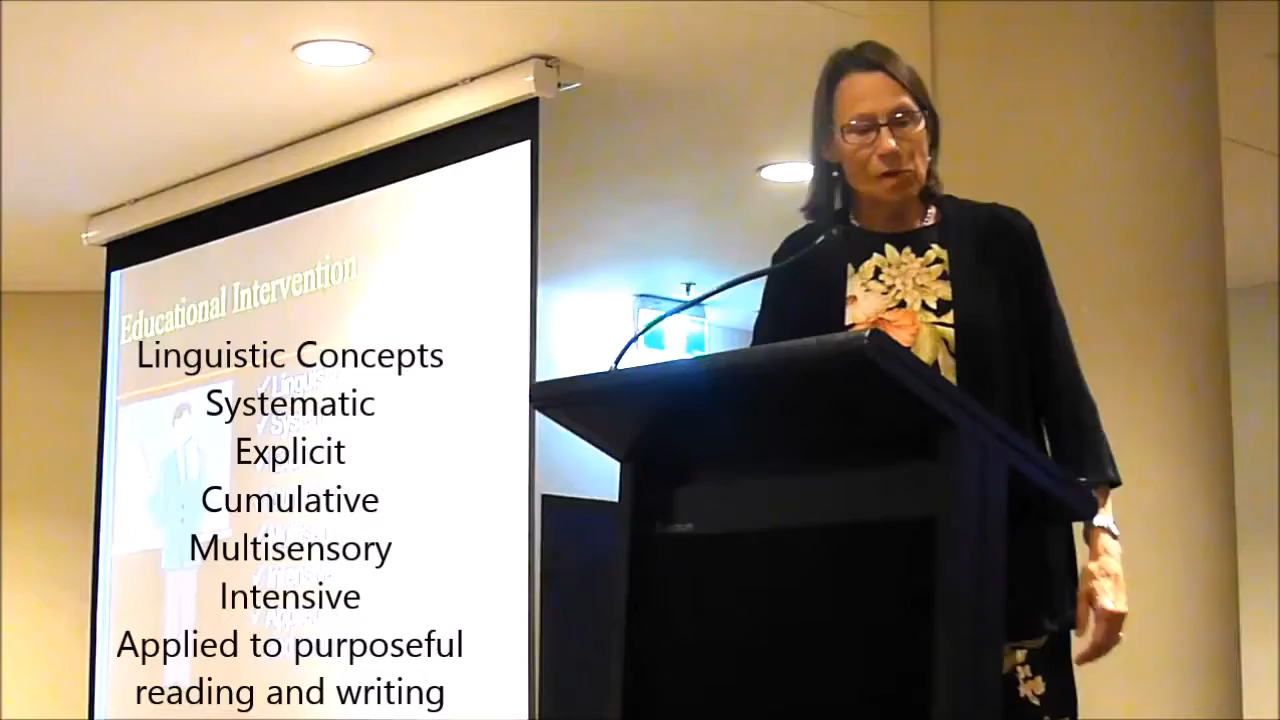 Educational Intervention
Linguistic Concepts
Systematic
Explicit
Cumulative
Multisensory
Intensive
Applied to purposeful
reading and writing